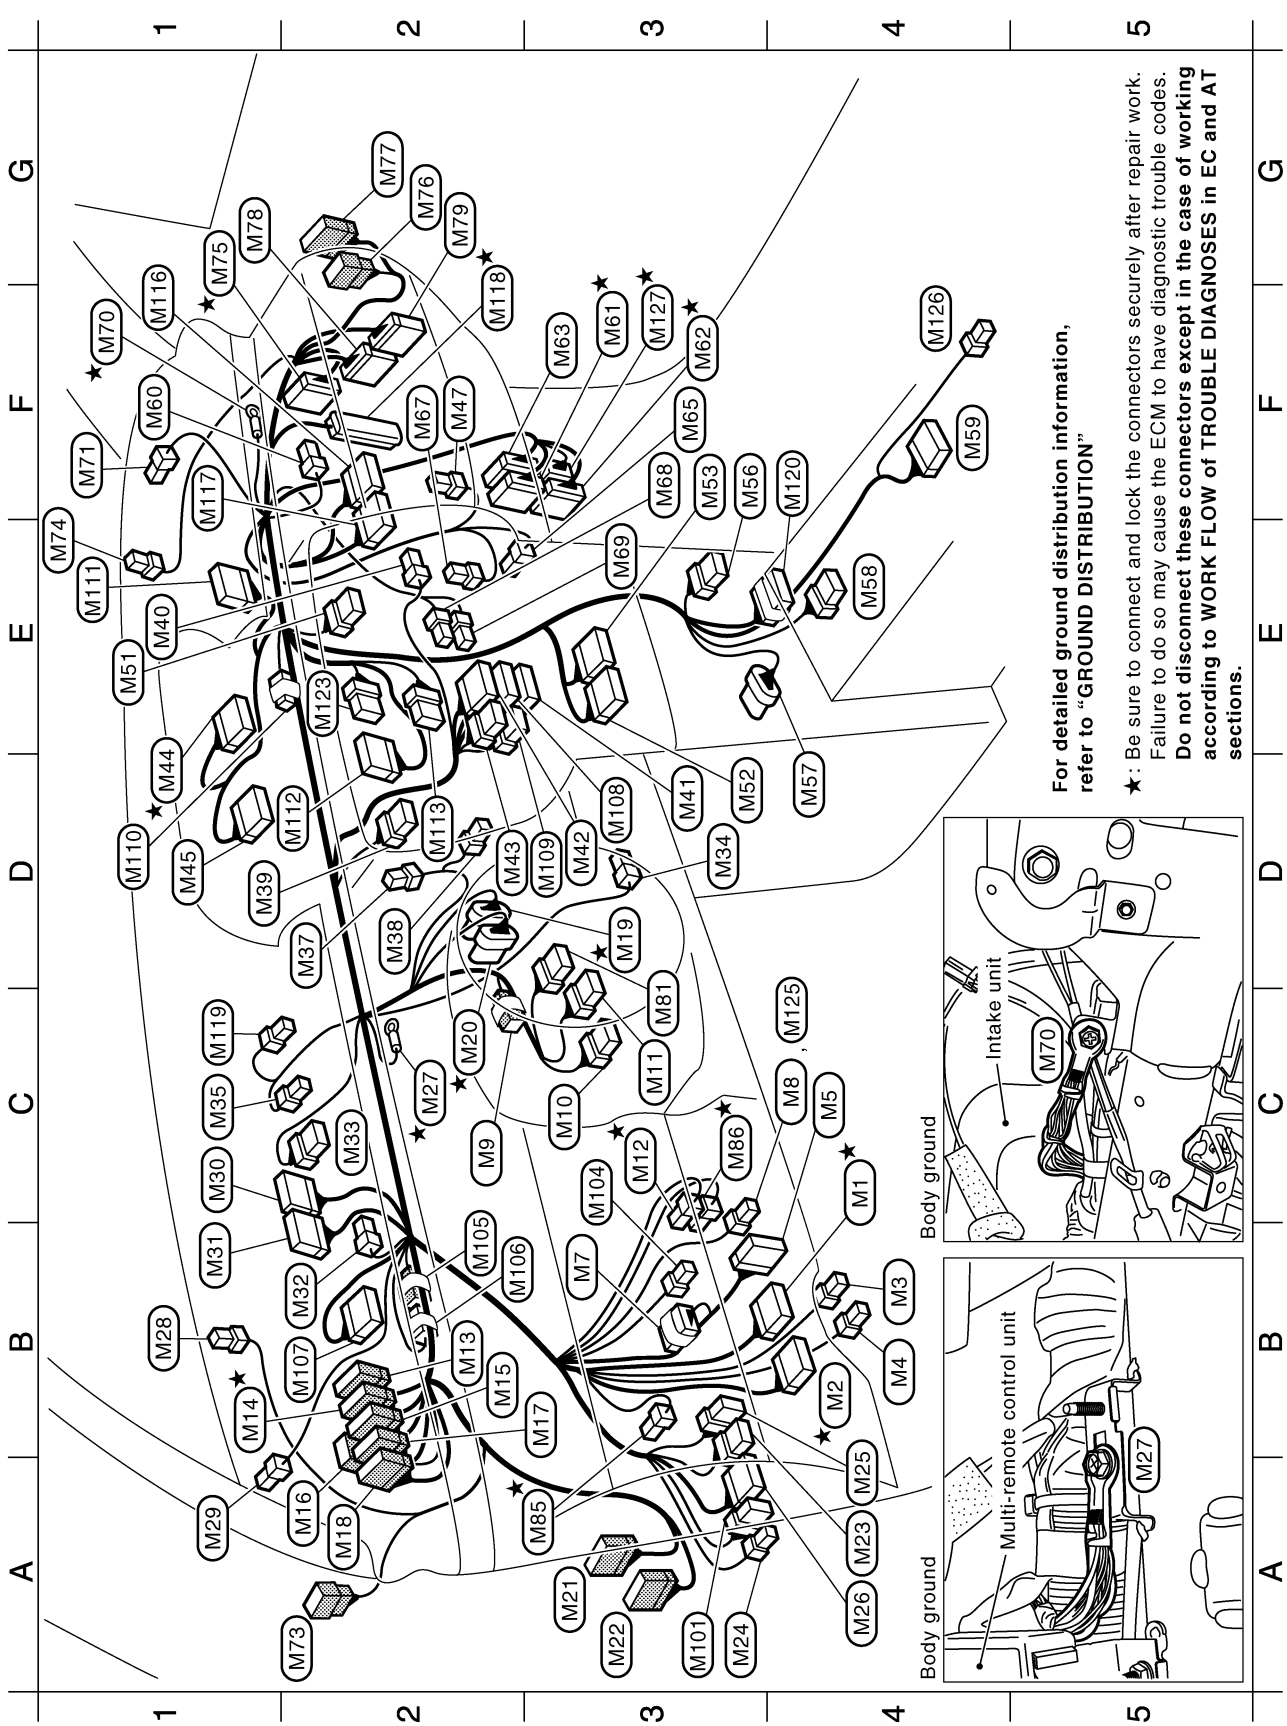 1
2
3
4
5
G
F
E
D
C
B
A
G
F
E
D
C
B
A
1
2
3
4
5
M77
M76
M78
M79
M75 ★
M116
★ M118
★ M70
M60
M71
M67
M47
M63
★ M61
★ M127
★ M62
M65
M68
M126
M59
M117
M74
M111
M40
M51
M53
M56
M120
M69
M58
M123
★ M44
M110
M45
M112
M39
M113
M43
M109
M42
M108
M41
M52
M57
M34
M37
M38
★ M19
M20 ★
M81
M11
M10
M9
M119
M35
M27 ★
M33
M30
M31
M32
M105
M106
M28
M107
★ M14
M13
M15
M17
M29
M16
M18
M73
M8 , M125
M5
★ M12
★ M86
M104
M7
★ M1
M3
M4
★ M2
M25
M23
M26
★ M85
M21
M22
M101
M24
For detailed ground distribution information,
refer to “GROUND DISTRIBUTION”
★: Be sure to connect and lock the connectors securely after repair work.
Failure to do so may cause the ECM to have diagnostic trouble codes.
Do not disconnect these connectors except in the case of working
according to WORK FLOW of TROUBLE DIAGNOSES in EC and AT
sections.
Body ground
Multi-remote control unit
M27
Body ground
Intake unit
M70